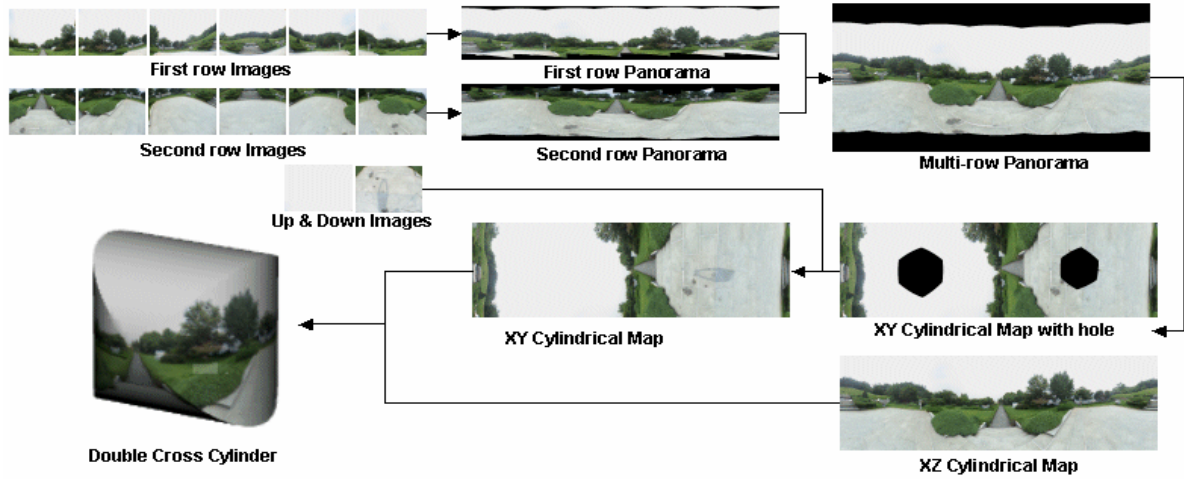 First row Images
First row Panorama
Second row Images
Second row Panorama
Multi-row Panorama
Up & Down Images
XY Cylindrical Map
XY Cylindrical Map with hole
Double Cross Cylinder
XZ Cylindrical Map